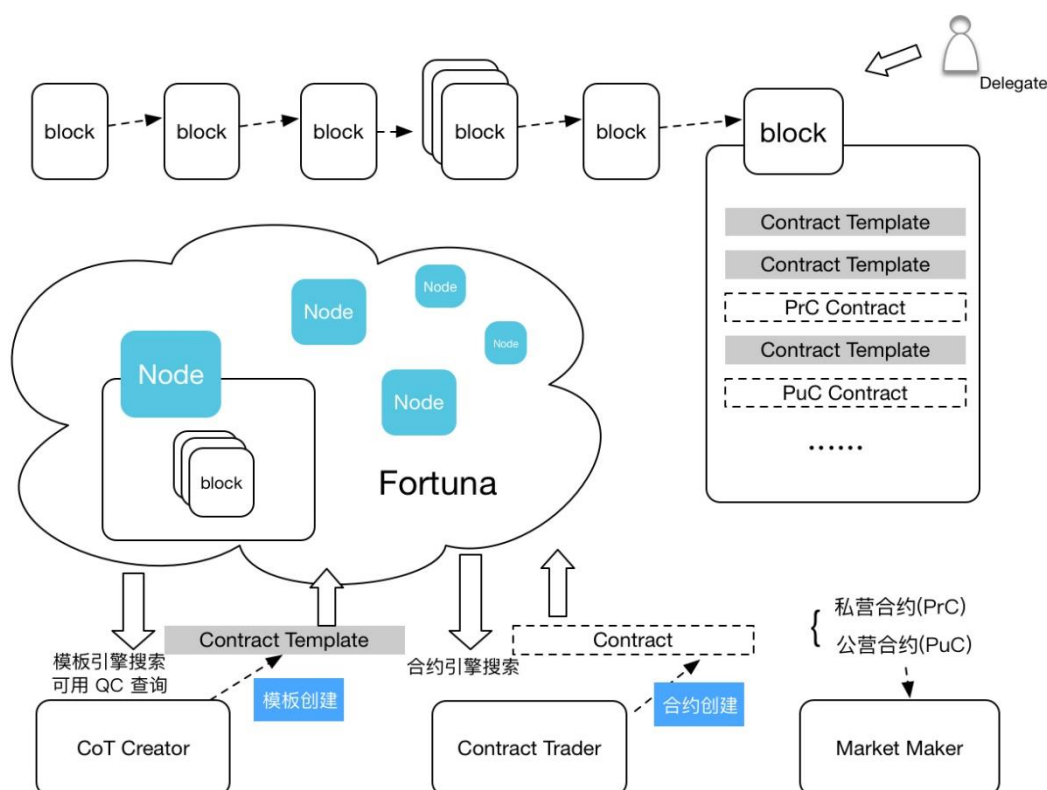 Delegate
block
block
block
block
block
block
Contract Template
Contract Template
PrC Contract
Contract Template
PuC Contract
......
Node
Node
Node
Node
Node
block
Fortuna
模板引擎搜索
可用 QC 查询
Contract Template
模板创建
CoT Creator
合约引擎搜索
Contract
合约创建
Contract Trader
{ 私营合约(PrC)
公营合约(PuC)
Market Maker